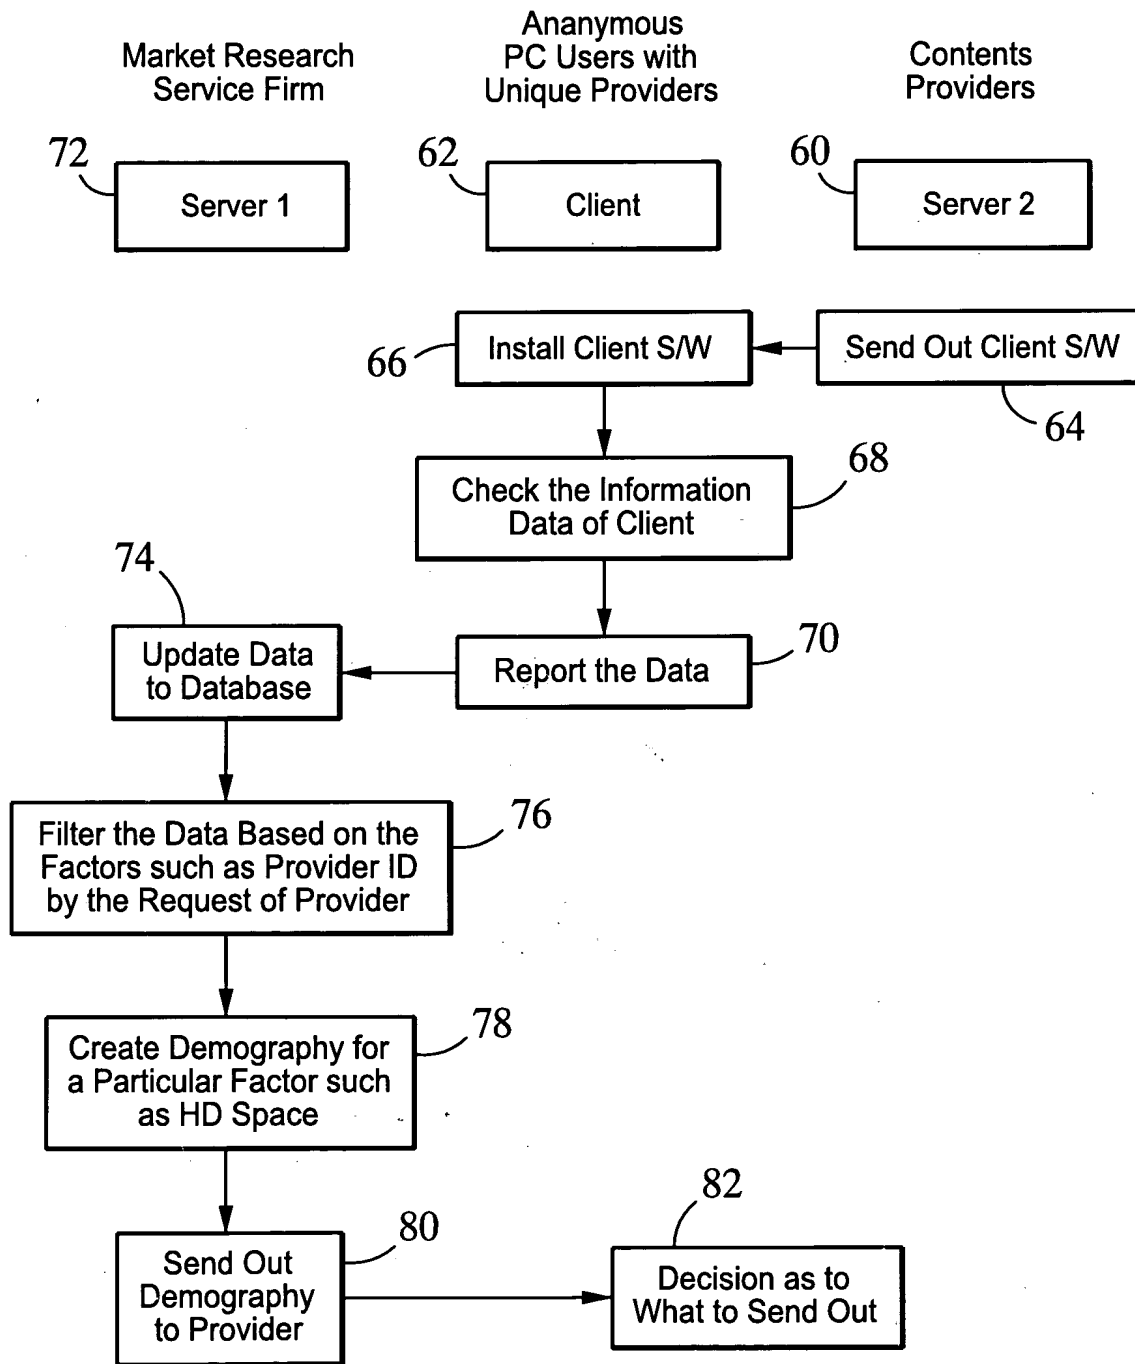 Market Research
Service Firm
Ananymous
PC Users with
Unique Providers
Contents
Providers
72
Server 1
62
Client
60
Server 2
66
Install Client S/W
Send Out Client S/W
64
68
Check the Information
Data of Client
74
Update Data
to Database
Report the Data
70
76
Filter the Data Based on the
Factors such as Provider ID
by the Request of Provider
78
Create Demography for
a Particular Factor such
as HD Space
80
Send Out
Demography
to Provider
82
Decision as to
What to Send Out